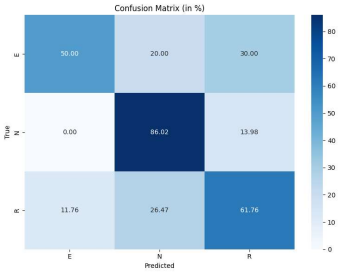 Confusion Matrix (in %)
True
E
50.00 20.00 30.00
N
0.00 86.02 13.98
R
11.76 26.47 61.76
E N R
Predicted
80
70
60
50
40
30
20
10
0